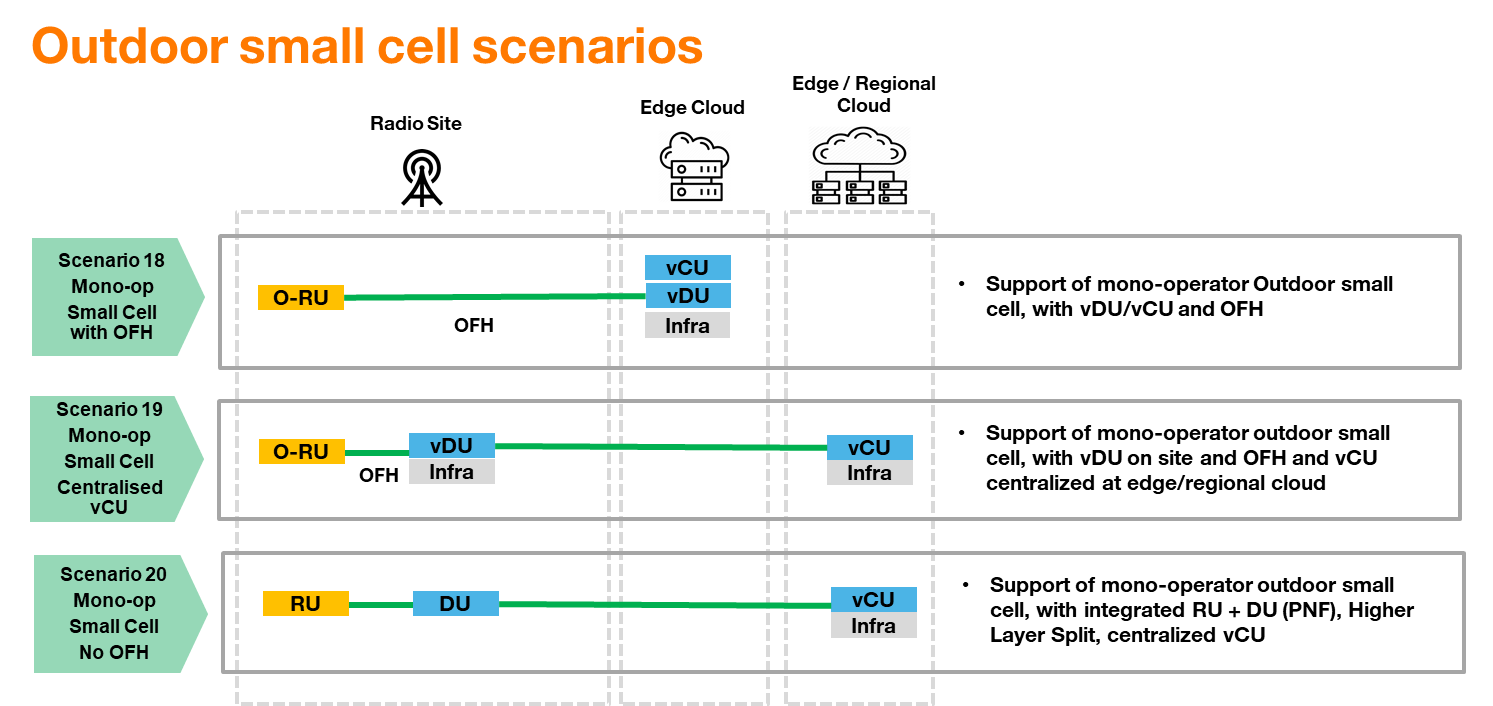 Outdoor small cell scenarios
Radio Site
Edge Cloud
Edge / Regional
Cloud
Scenario 18
Mono-op
Small Cell
with OFH
O-RU
OFH
vCU
vDU
Infra
• Support of mono-operator Outdoor small
cell, with vDU/vCU and OFH
Scenario 19
Mono-op
Small Cell
Centralised
vCU
O-RU
OFH
vDU
Infra
vCU
Infra
• Support of mono-operator outdoor small
cell, with vDU on site and OFH and vCU
centralized at edge/regional cloud
Scenario 20
Mono-op
Small Cell
No OFH
RU
DU
vCU
Infra
• Support of mono-operator outdoor small
cell, with integrated RU + DU (PNF), Higher
Layer Split, centralized vCU